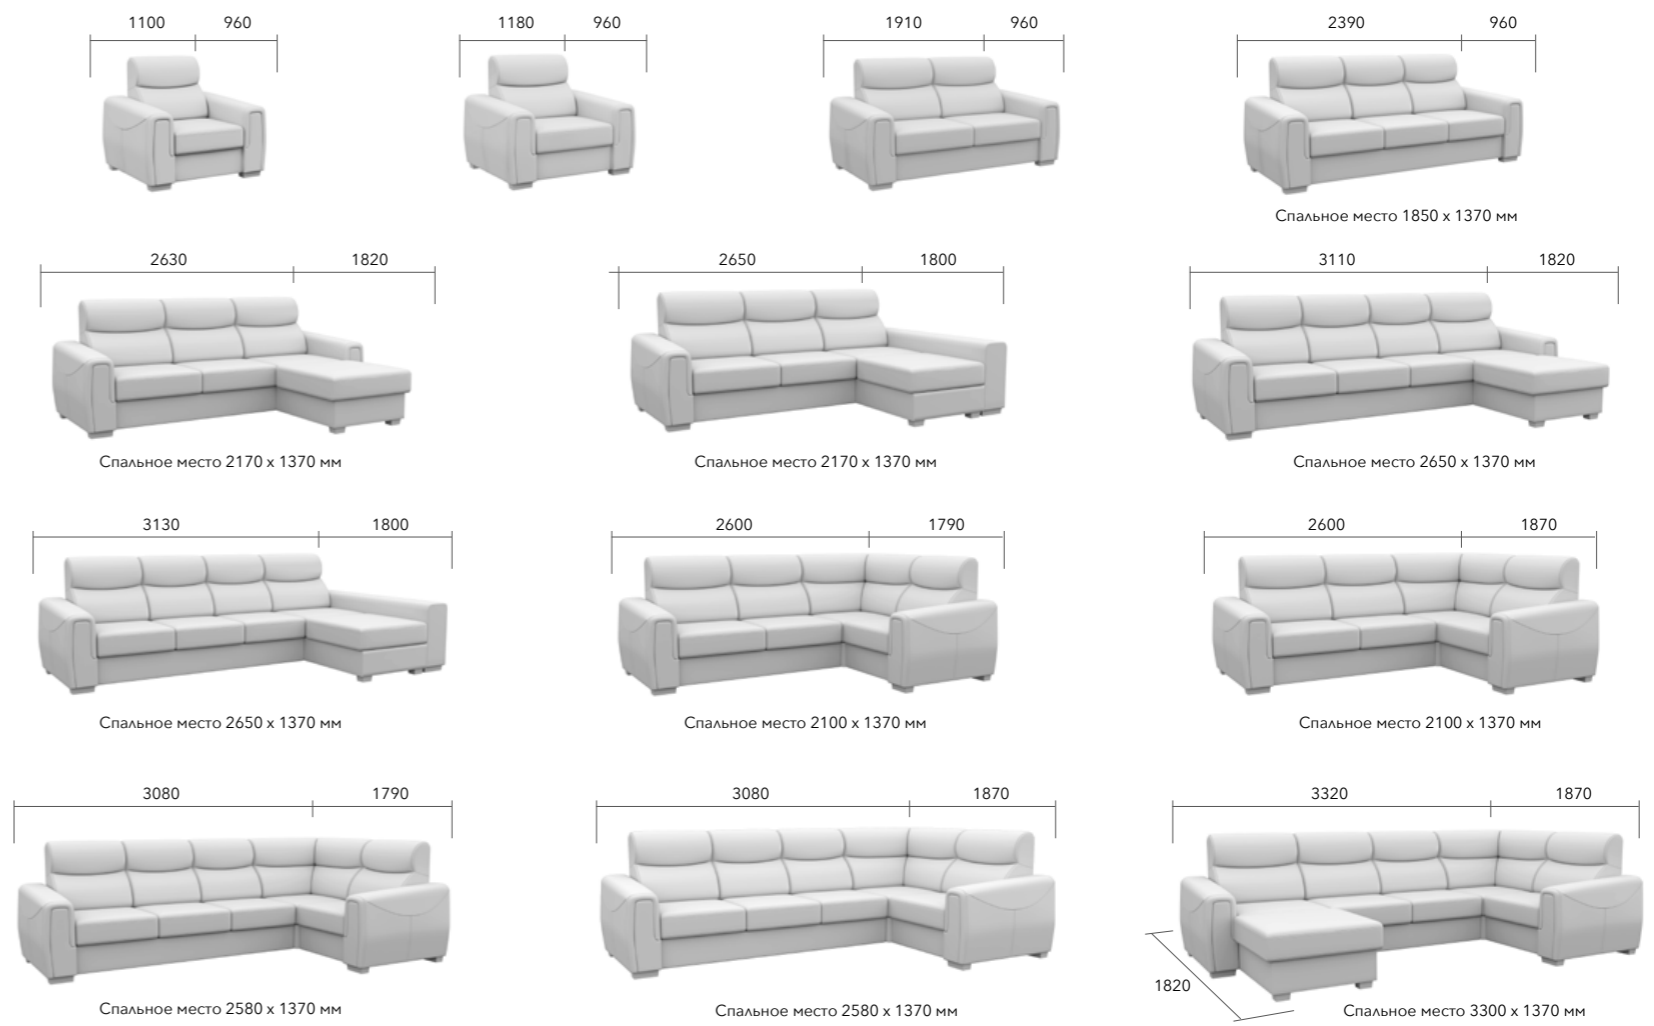 1100 960
1180 960
1910 960
2390 960
Спальное место 1850 x 1370 мм
2630 1820
Спальное место 2170 x 1370 мм
2650 1800
Спальное место 2170 x 1370 мм
3110 1820
Спальное место 2650 x 1370 мм
3130 1800
Спальное место 2650 x 1370 мм
2600 1790
Спальное место 2100 x 1370 мм
2600 1870
Спальное место 2100 x 1370 мм
3080 1790
Спальное место 2580 x 1370 мм
3080 1870
Спальное место 2580 x 1370 мм
3320 1870
1820
Спальное место 3300 x 1370 мм